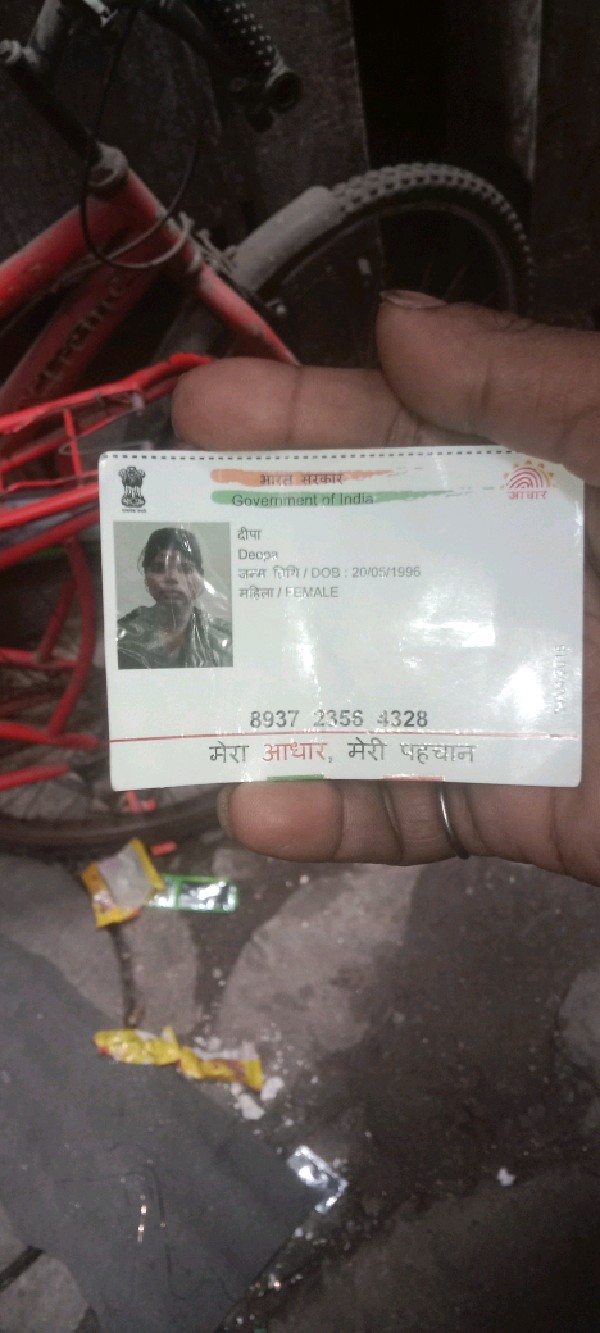 भारत सरकार
Government of India
आधार
दीपा
Deepa
जन्म तिथि / DOB : 20/05/1996
महिला / FEMALE
8937 2356 4328
मेरा आधार, मेरी पहचान